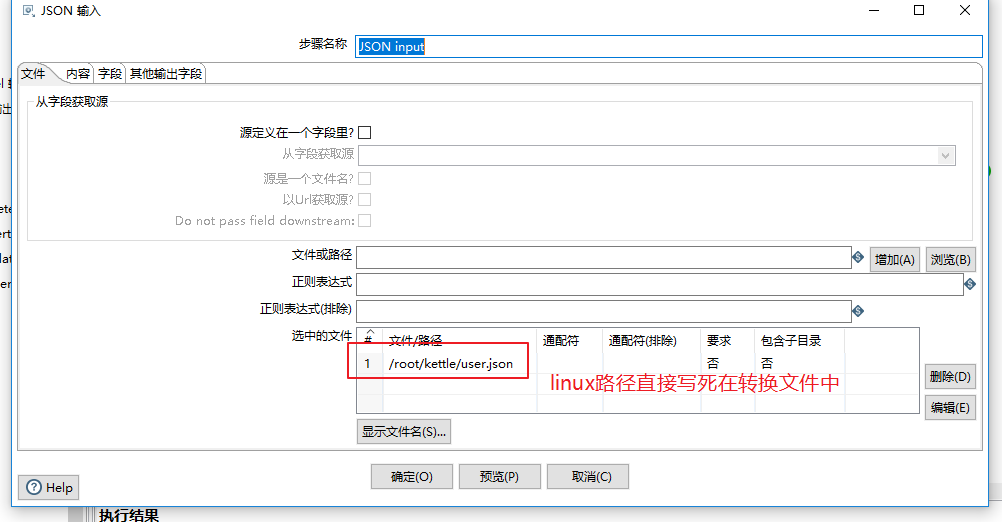 JSON 输入
步骤名称 JSON input
文件 内容 字段 其他输出字段
从字段获取源
源定义在一个字段里?
从字段获取源
源是一个文件名?
以Url获取源?
Do not pass field downstream:
文件或路径 增加(A) 浏览(B)
正则表达式
正则表达式(排除)
选中的文件
# 文件/路径 通配符 通配符(排除) 要求 包含子目录
1 /root/kettle/user.json 否 否
linux路径直接写死在转换文件中
删除(D)
编辑(E)
显示文件名(S)...
确定(O) 预览(P) 取消(C)
Help
执行结果